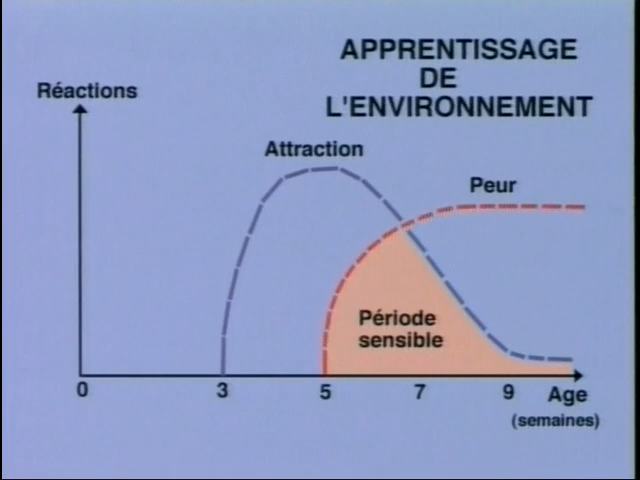 APPRENTISSAGE
DE
L'ENVIRONNEMENT
Réactions
Attraction
Peur
Période
sensible
0 3 5 7 9 Age
(semaines)